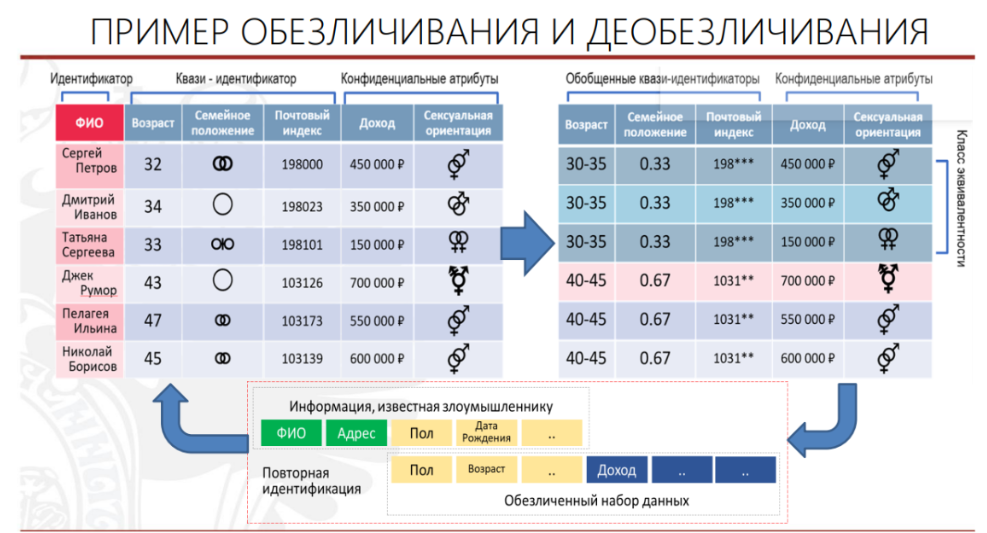 ПРИМЕР ОБЕЗЛИЧИВАНИЯ И ДЕОБЕЗЛИЧИВАНИЯ
Идентификатор
Квази - идентификатор
Конфиденциальные атрибуты
ФИО
Возраст
Семейное
положение
Почтовый
индекс
Доход
Сексуальная
ориентация
Сергей
Петров
32
198000
450 000 ₽
Дмитрий
Иванов
34
198023
350 000 ₽
Татьяна
Сергеева
33
198101
150 000 ₽
Джек
Румор
43
103126
700 000 ₽
Пелагея
Ильина
47
103173
550 000 ₽
Николай
Борисов
45
103139
600 000 ₽
Обобщенные квази-идентификаторы
Конфиденциальные атрибуты
Возраст
Семейное
положение
Почтовый
индекс
Доход
Сексуальная
ориентация
30-35
0.33
198***
450 000 ₽
30-35
0.33
198***
350 000 ₽
30-35
0.33
198***
150 000 ₽
40-45
0.67
1031**
700 000 ₽
40-45
0.67
1031**
550 000 ₽
40-45
0.67
1031**
600 000 ₽
Класс эквивалентности
Информация, известная злоумышленнику
ФИО
Адрес
Пол
Дата
Рождения
..
Повторная
идентификация
Пол
Возраст
..
Доход
..
..
Обезличенный набор данных